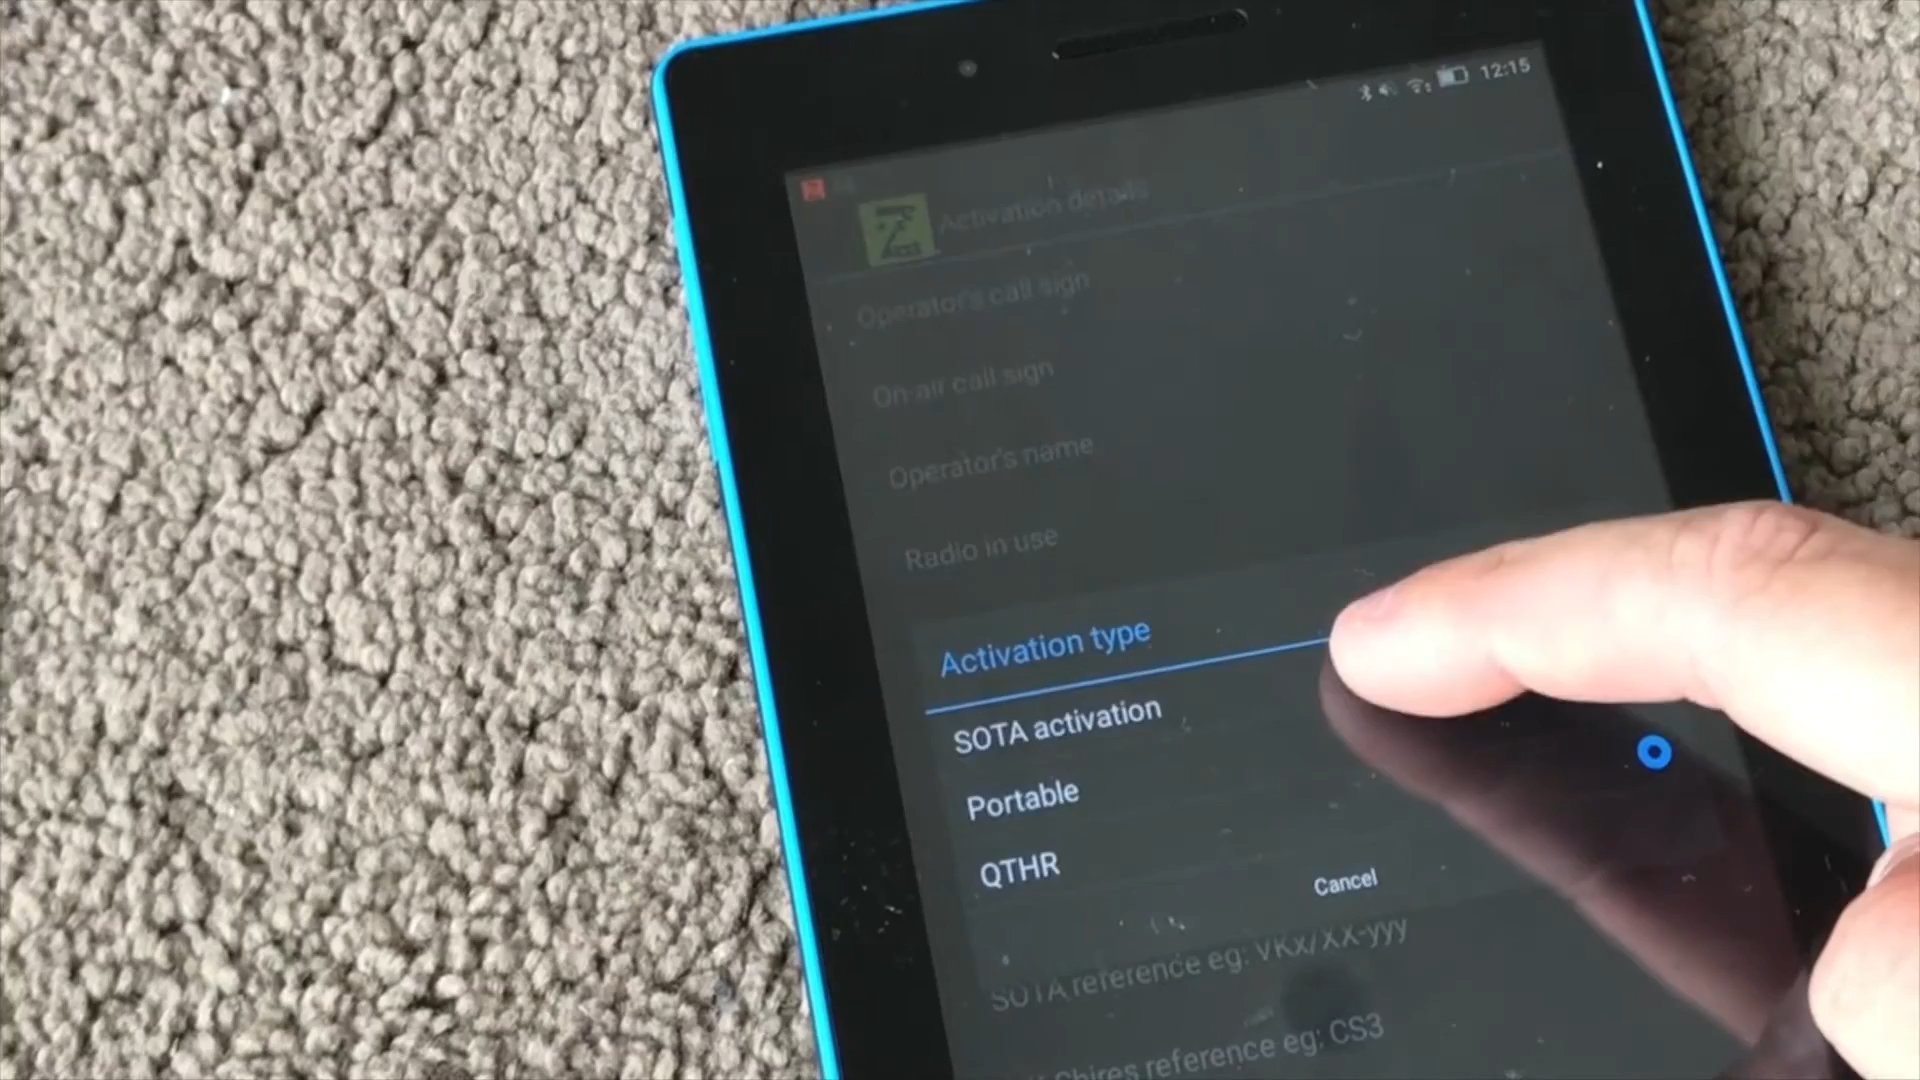 12:15
Activation details
Operator's call sign
On-air call sign
Operator's name
Radio in use
Activation type
SOTA activation
Portable
QTHR
Cancel
SOTA reference eg: VKx/XX-yyy
Shires reference eg: CS3